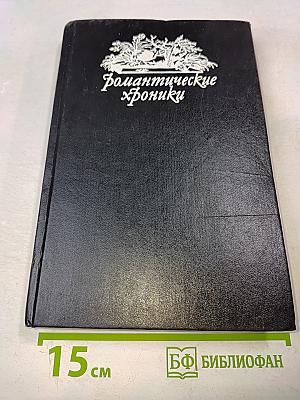 Романтические
хроники
15 см
БФ БИБЛИОФАН